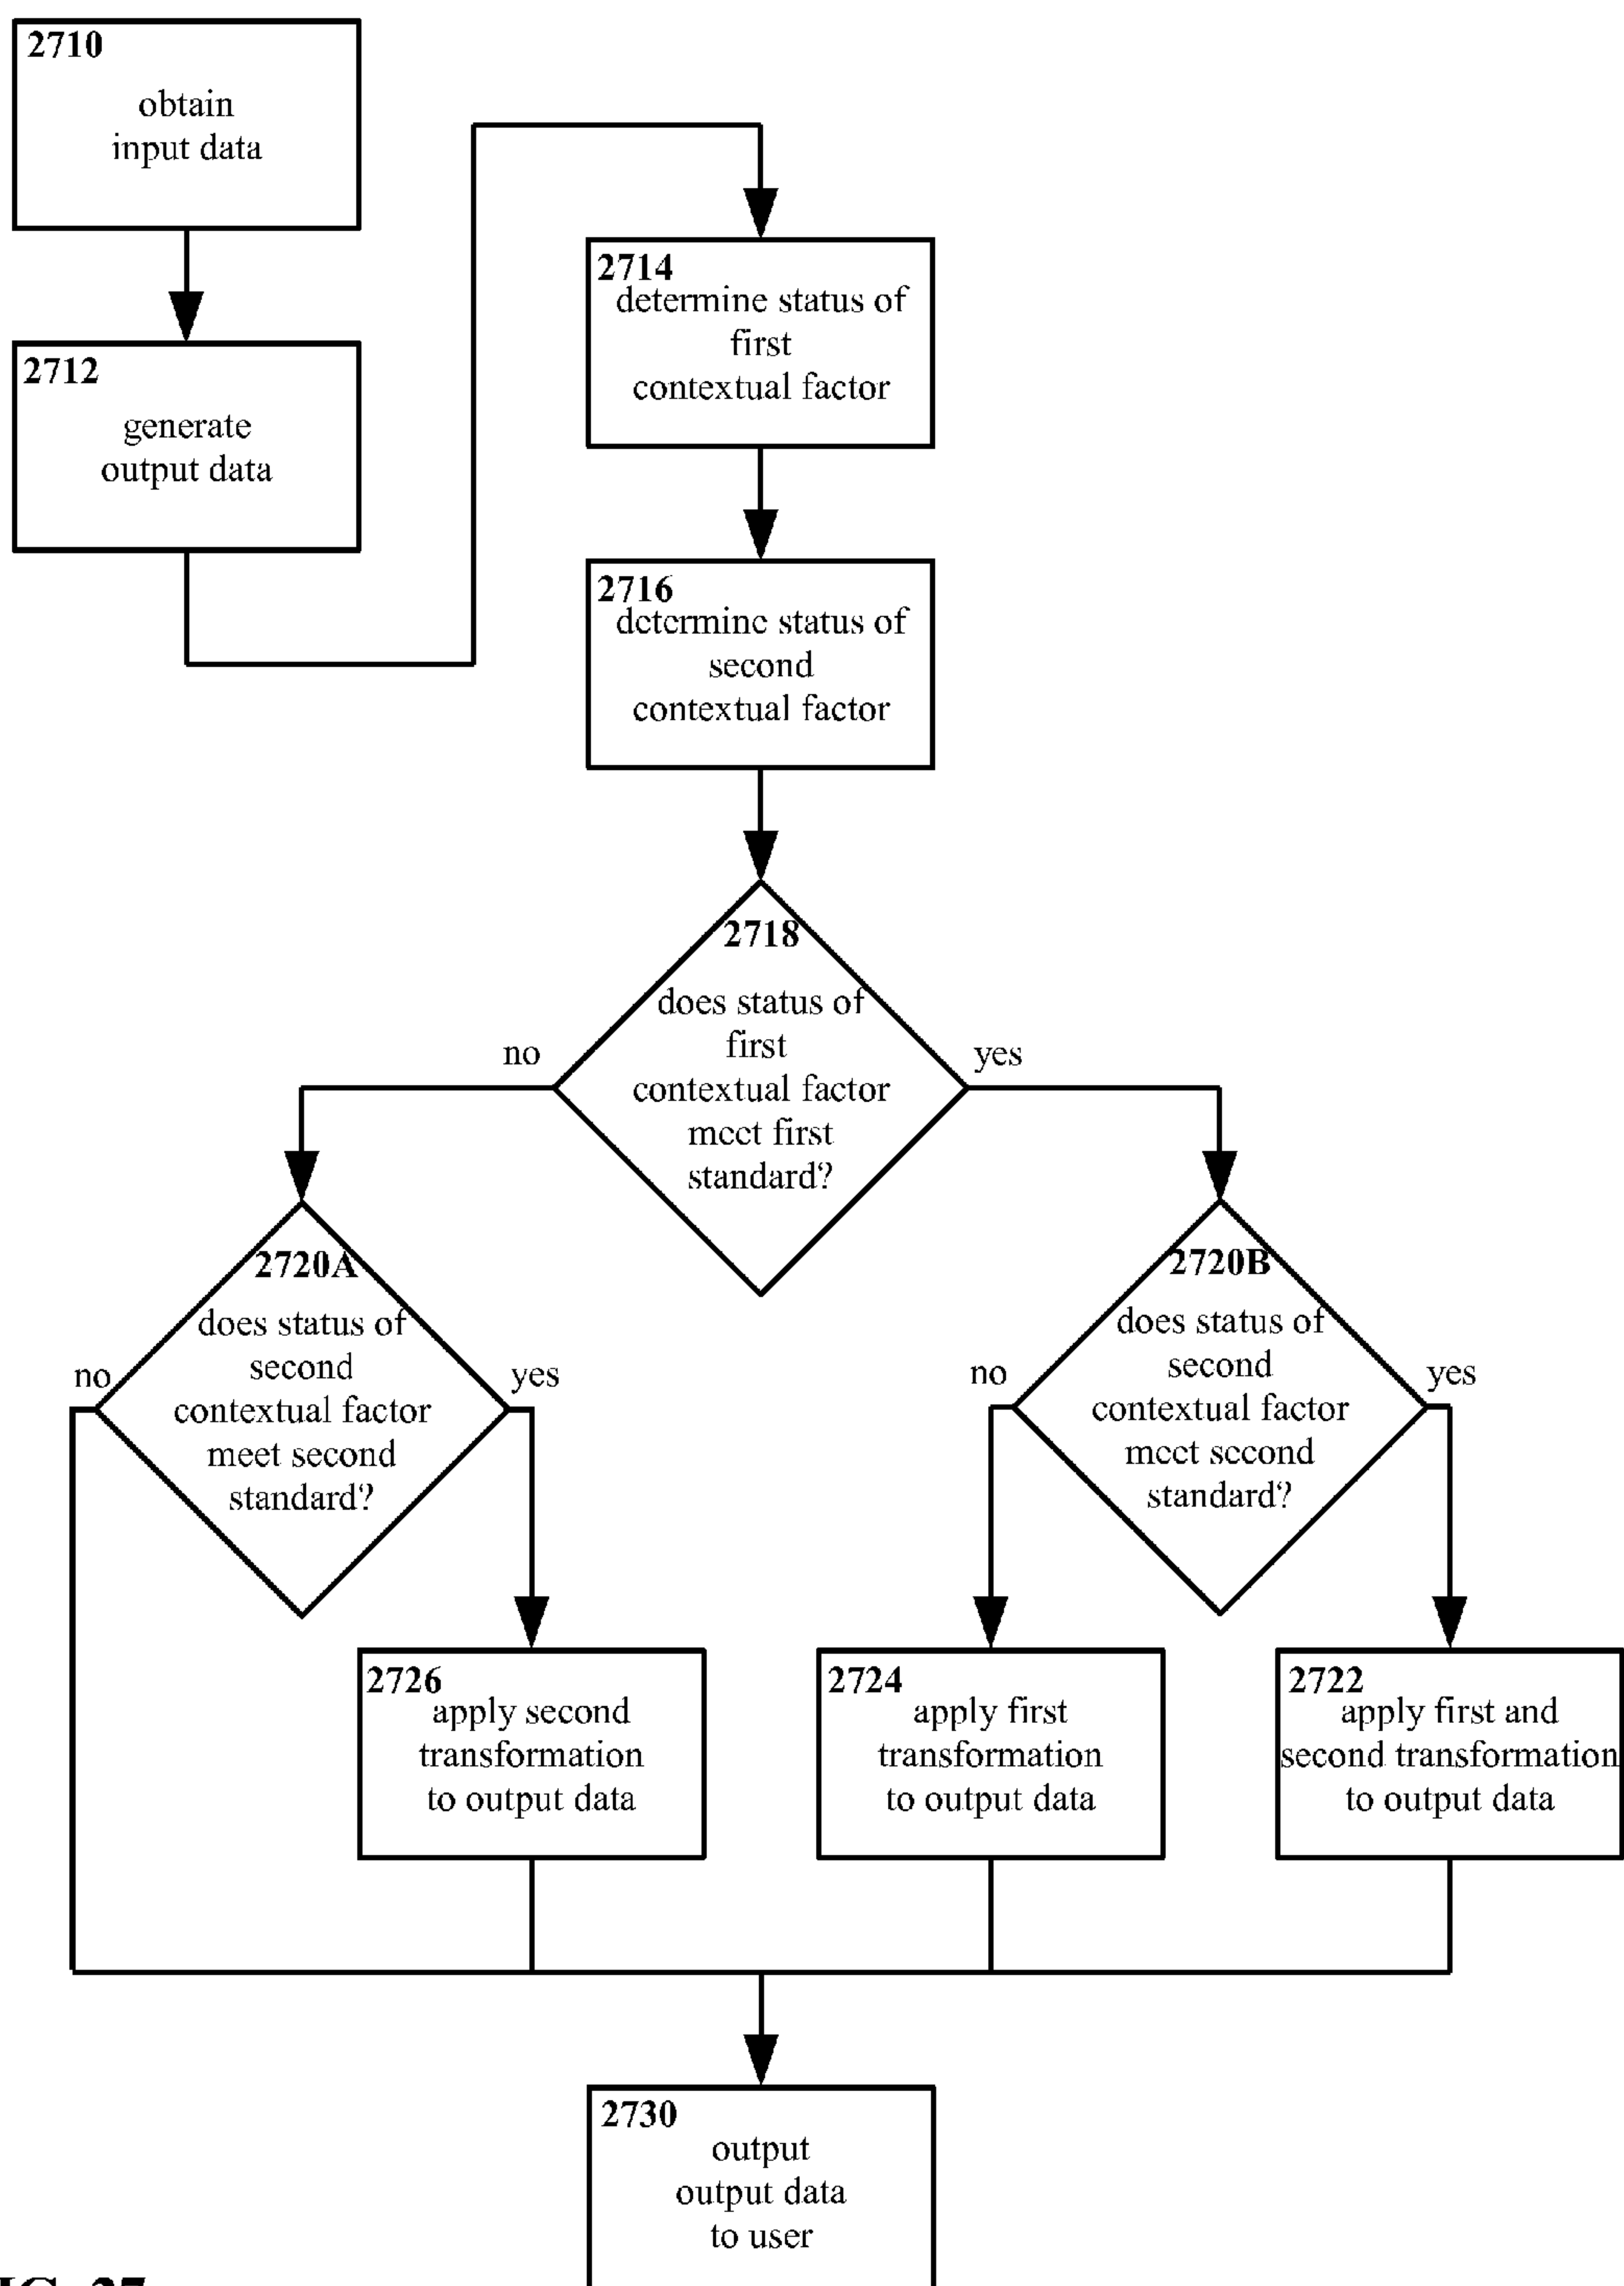 2710
obtain
input data
2712
generate
output data
2714
determine status of
first
contextual factor
2716
determine status of
second
contextual factor
2718
does status of
first
contextual factor
meet first
standard?
no
yes
2720A
does status of
second
contextual factor
meet second
standard?
no
yes
2720B
does status of
second
contextual factor
meet second
standard?
no
yes
2726
apply second
transformation
to output data
2724
apply first
transformation
to output data
2722
apply first and
second transformation
to output data
2730
output
output data
to user